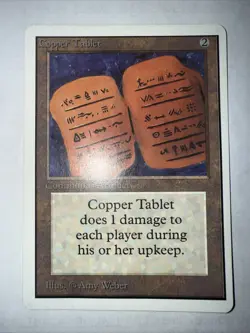 Copper Tablet 2
Continuous Artifact
Copper Tablet
does 1 damage to
each player during
his or her upkeep.
Illus. Amy Weber